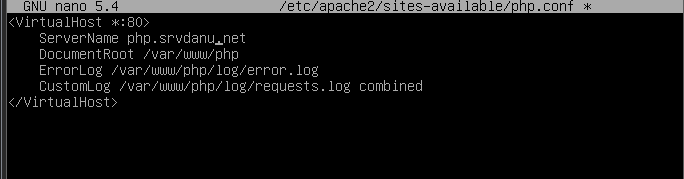 GNU nano 5.4 /etc/apache2/sites-available/php.conf *
<VirtualHost *:80>
ServerName php.srvdanu.net
DocumentRoot /var/www/php
ErrorLog /var/www/php/log/error.log
CustomLog /var/www/php/log/requests.log combined
</VirtualHost>